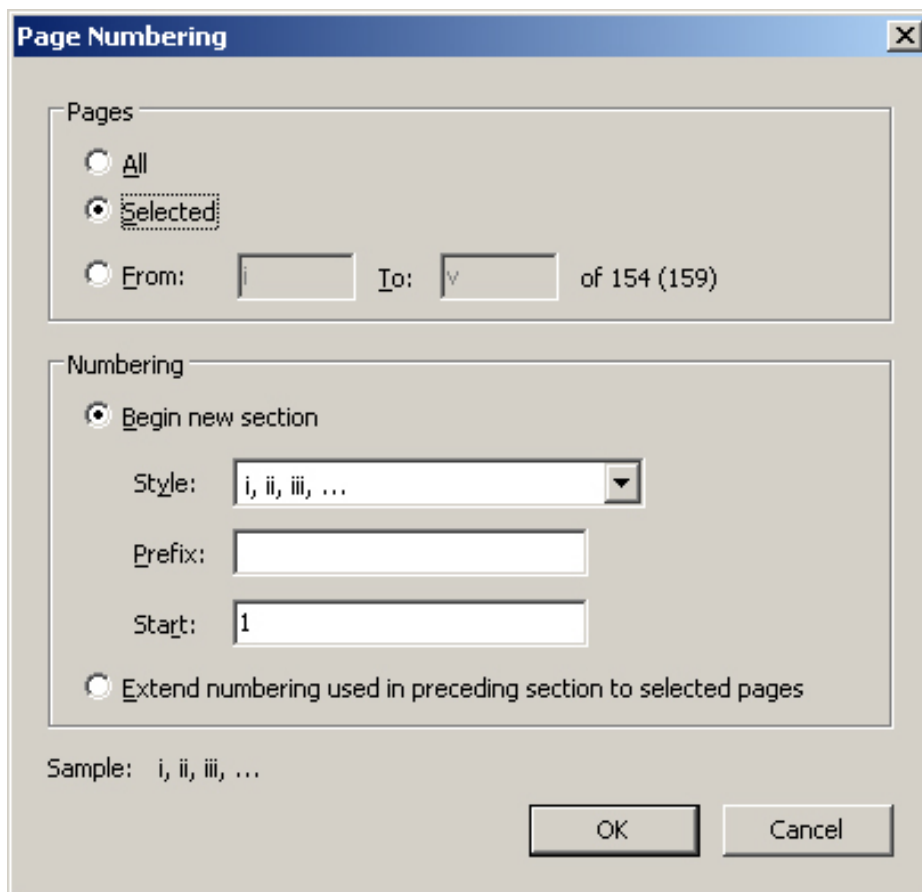 Page Numbering
Pages
All
Selected
From: i To: v of 154 (159)
Numbering
Begin new section
Style: i, ii, iii, ...
Prefix:
Start: 1
Extend numbering used in preceding section to selected pages
Sample: i, ii, iii, ...
OK Cancel